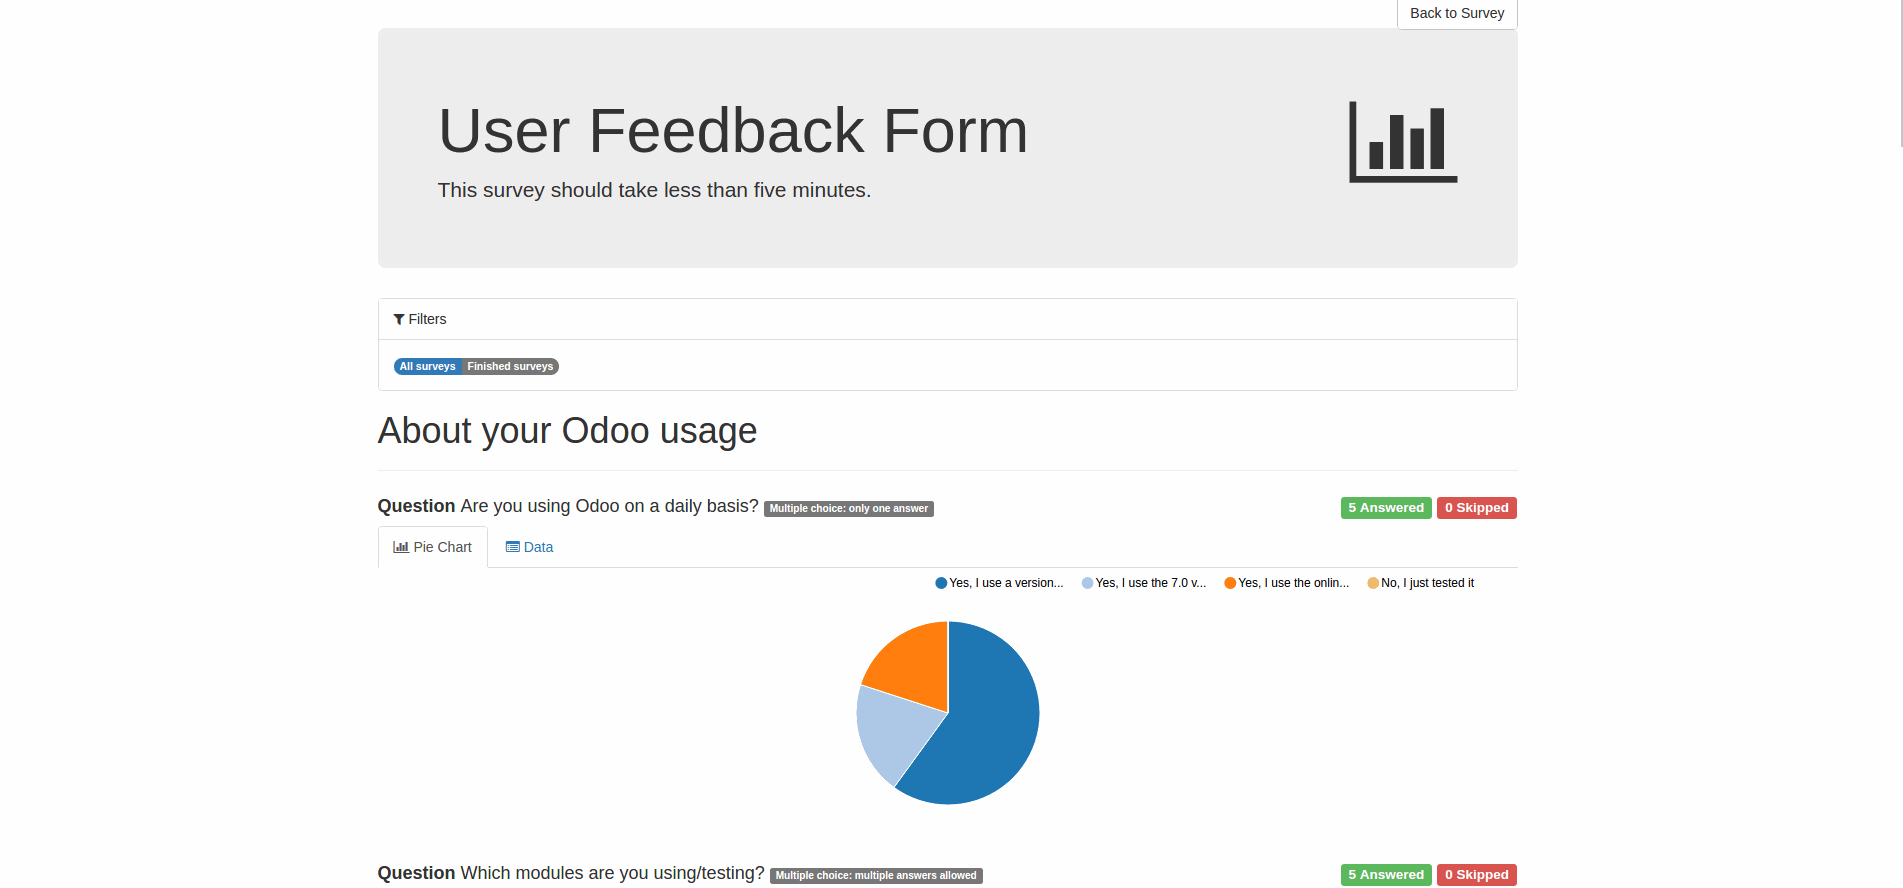 Back to Survey
User Feedback Form
This survey should take less than five minutes.
Filters
All surveys Finished surveys
About your Odoo usage
Question Are you using Odoo on a daily basis? Multiple choice: only one answer 5 Answered 0 Skipped
Pie Chart Data
Yes, I use a version... Yes, I use the 7.0 v... Yes, I use the onlin... No, I just tested it
Question Which modules are you using/testing? Multiple choice: multiple answers allowed 5 Answered 0 Skipped